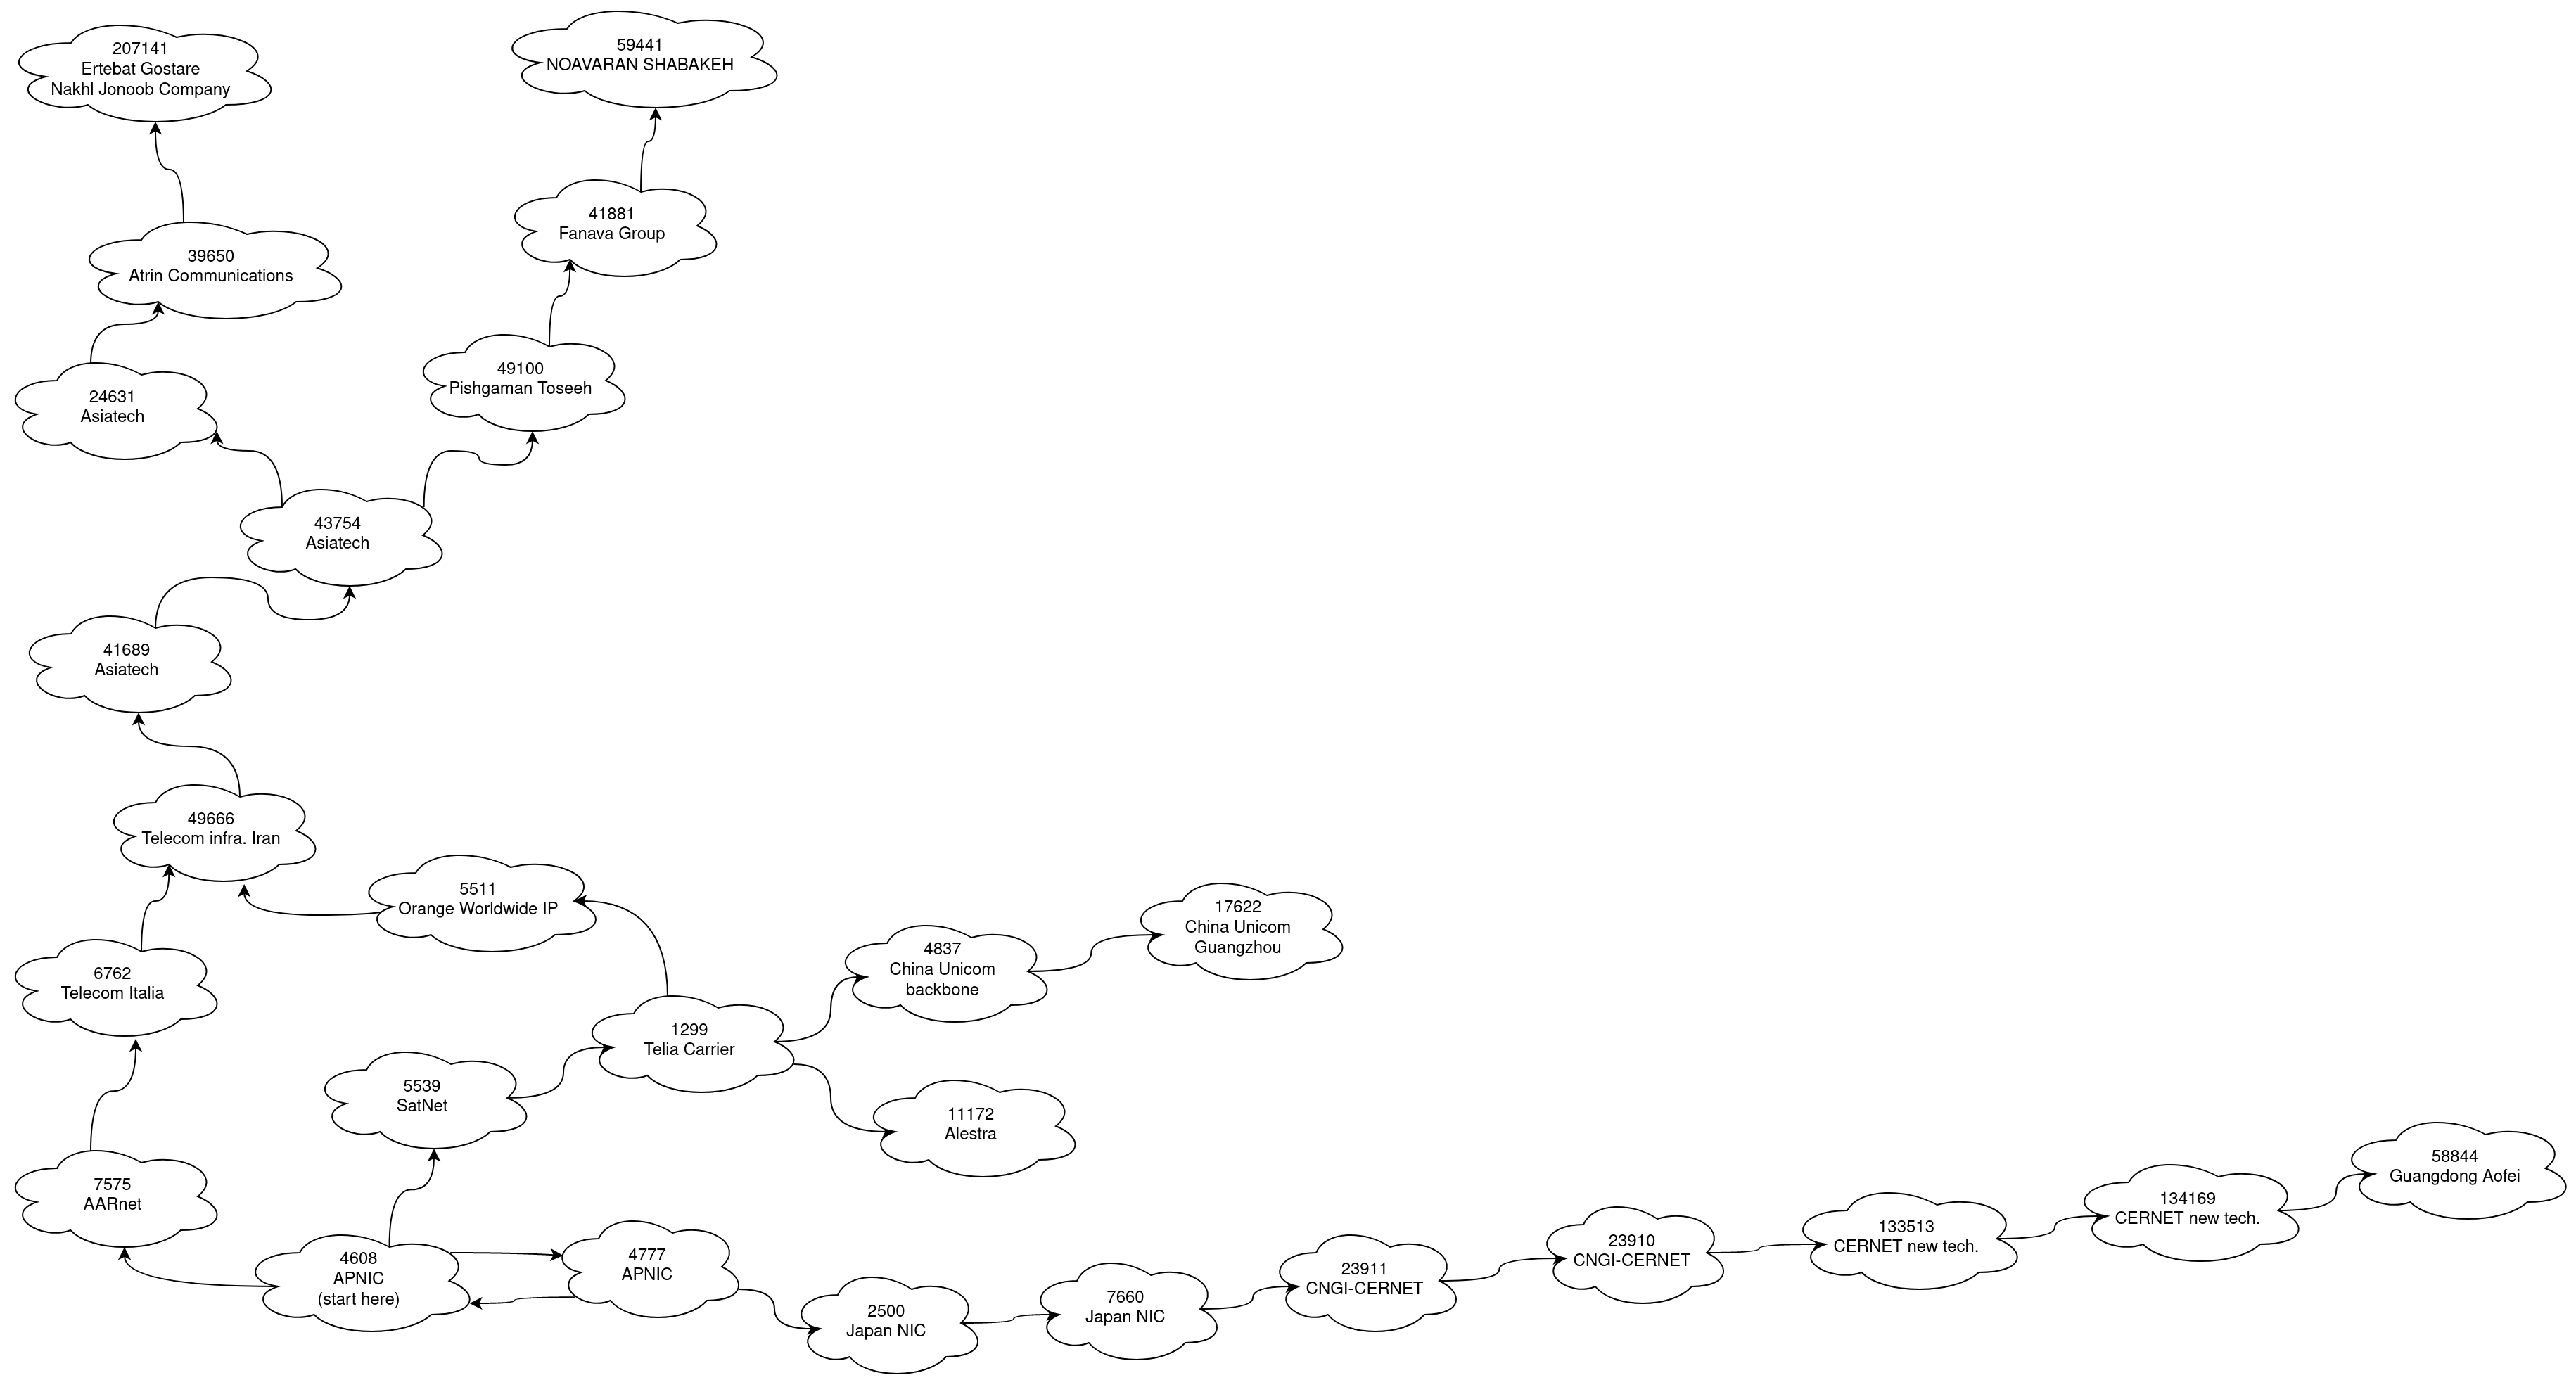 207141
Ertebat Gostare
Nakhl Jonoob Company
59441
NOAVARAN SHABAKEH
41881
Fanava Group
39650
Atrin Communications
49100
Pishgaman Toseeh
24631
Asiatech
43754
Asiatech
41689
Asiatech
49666
Telecom infra. Iran
5511
Orange Worldwide IP
17622
China Unicom
Guangzhou
4837
China Unicom
backbone
6762
Telecom Italia
1299
Telia Carrier
5539
SatNet
11172
Alestra
7575
AARnet
4608
APNIC
(start here)
4777
APNIC
2500
Japan NIC
7660
Japan NIC
23911
CNGI-CERNET
23910
CNGI-CERNET
133513
CERNET new tech.
134169
CERNET new tech.
58844
Guangdong Aofei